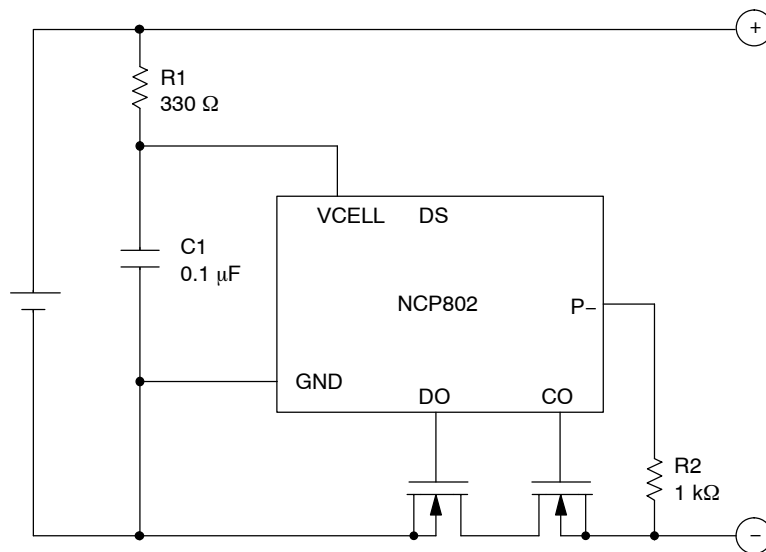 +
R1
330 Ω
VCELL DS
C1
0.1 μF
NCP802
P−
GND
DO CO
R2
1 kΩ
−